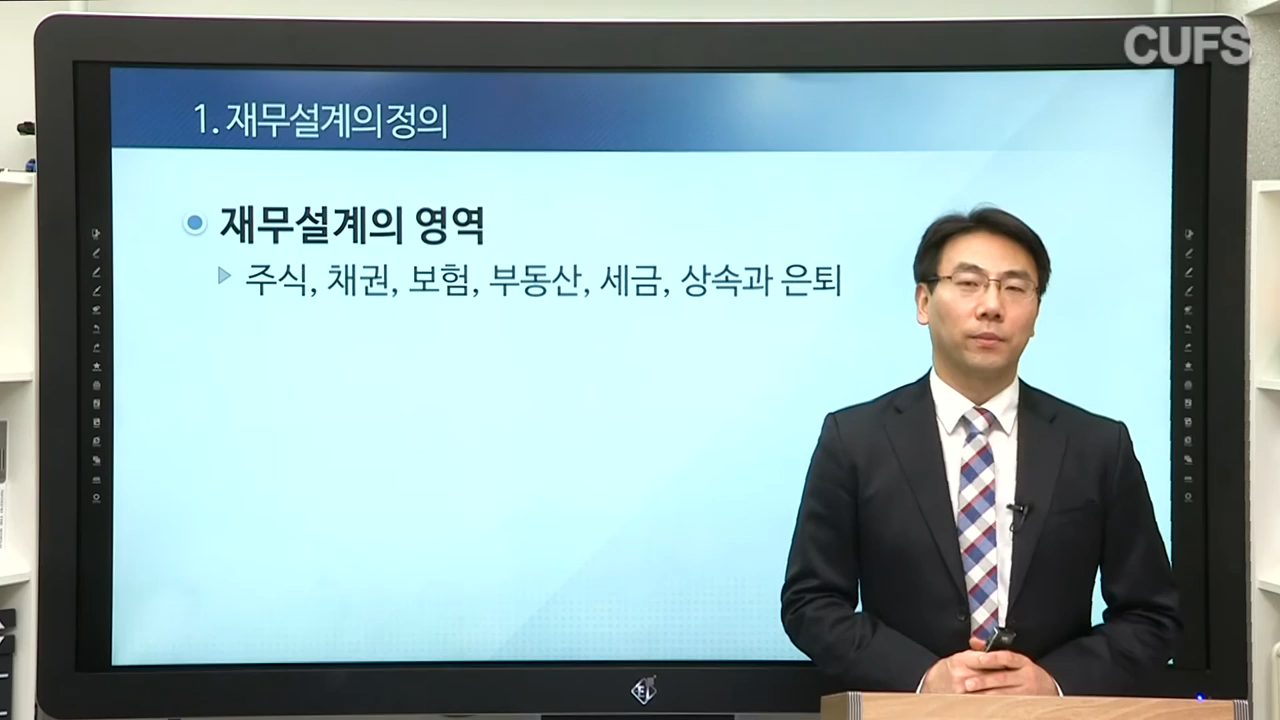 CUFS
1. 재무설계의 정의
재무설계의 영역
주식, 채권, 보험, 부동산, 세금, 상속과 은퇴